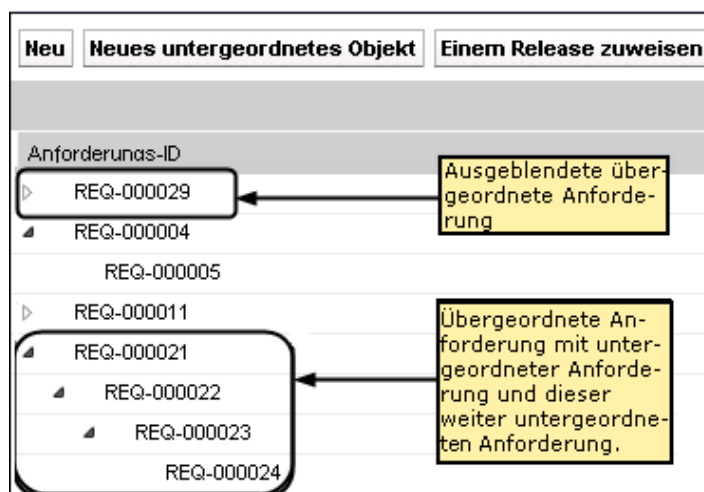 Neu Neues untergeordnetes Objekt Einem Release zuweisen
Anforderungs-ID
REQ-000029
REQ-000004
REQ-000005
REQ-000011
REQ-000021
REQ-000022
REQ-000023
REQ-000024
Ausgeblendete über-
geordnete Anforde-
rung
Übergeordnete An-
forderung mit unter-
geordneter Anforde-
rung und dieser
weiter untergeordne-
ten Anforderung.